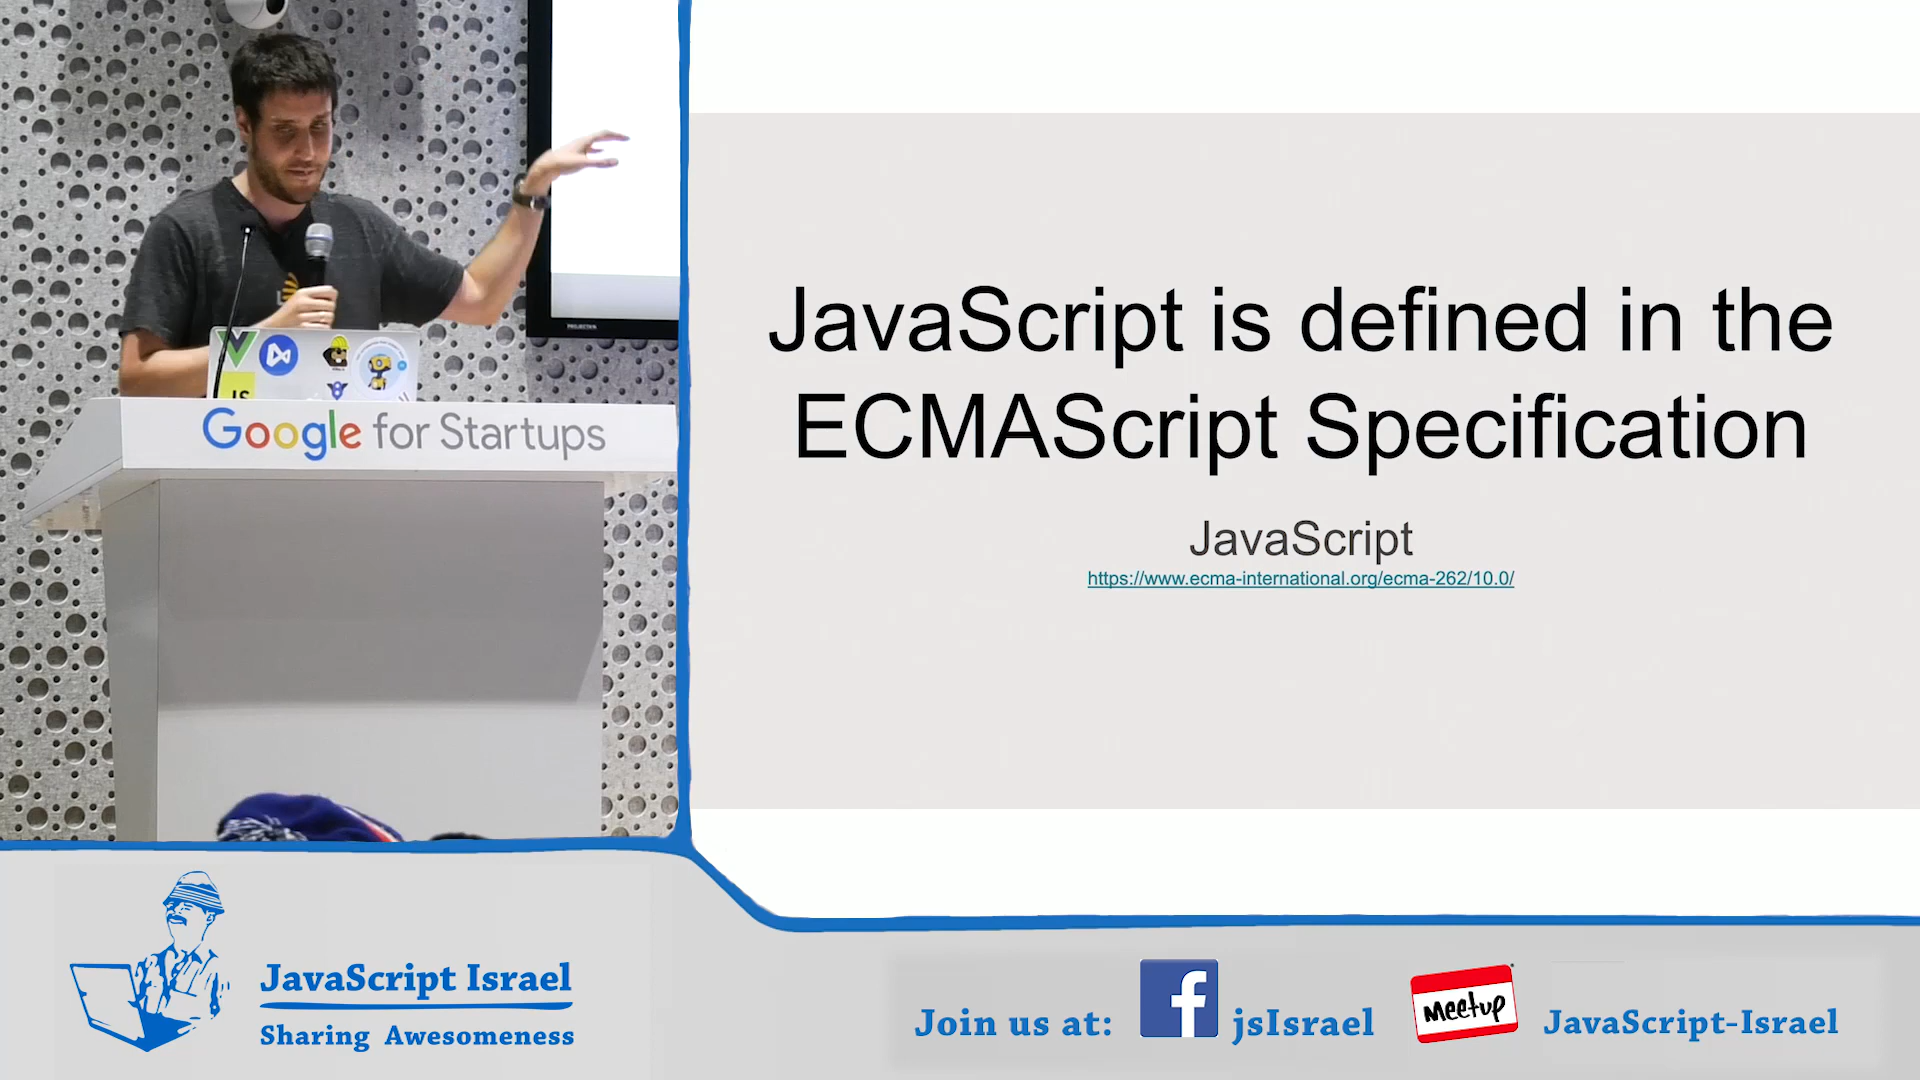 JavaScript is defined in the
ECMAScript Specification
JavaScript
https://www.ecma-international.org/ecma-262/10.0/
JS
Google for Startups
JavaScript Israel
Sharing Awesomeness
Join us at:
jsIsrael
Meetup
JavaScript-Israel